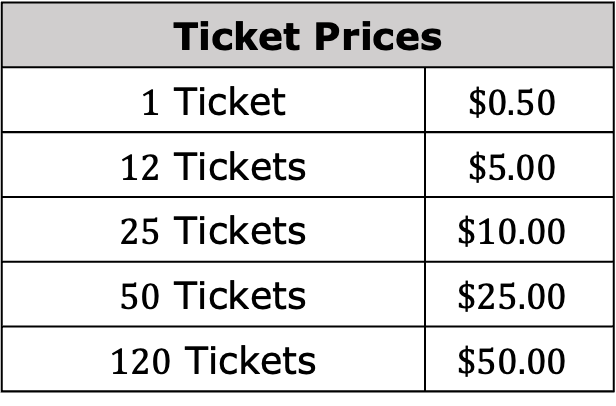 Ticket Prices
1 Ticket $0.50
12 Tickets $5.00
25 Tickets $10.00
50 Tickets $25.00
120 Tickets $50.00